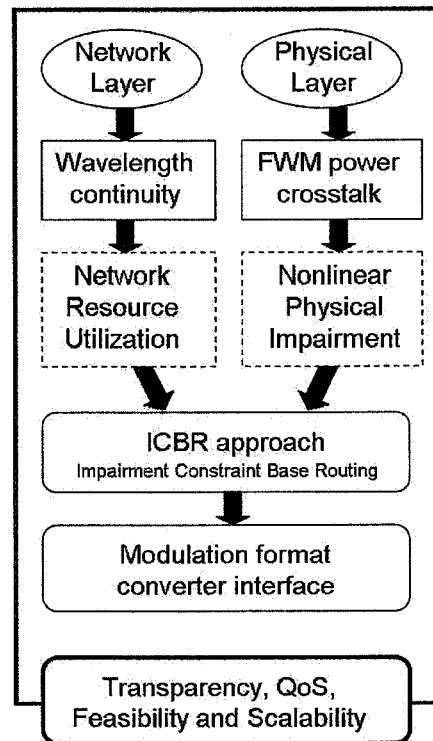 Network
Layer
Physical
Layer
Wavelength
continuity
FWM power
crosstalk
Network
Resource
Utilization
Nonlinear
Physical
Impairment
ICBR approach
Impairment Constraint Base Routing
Modulation format
converter interface
Transparency, QoS,
Feasibility and Scalability